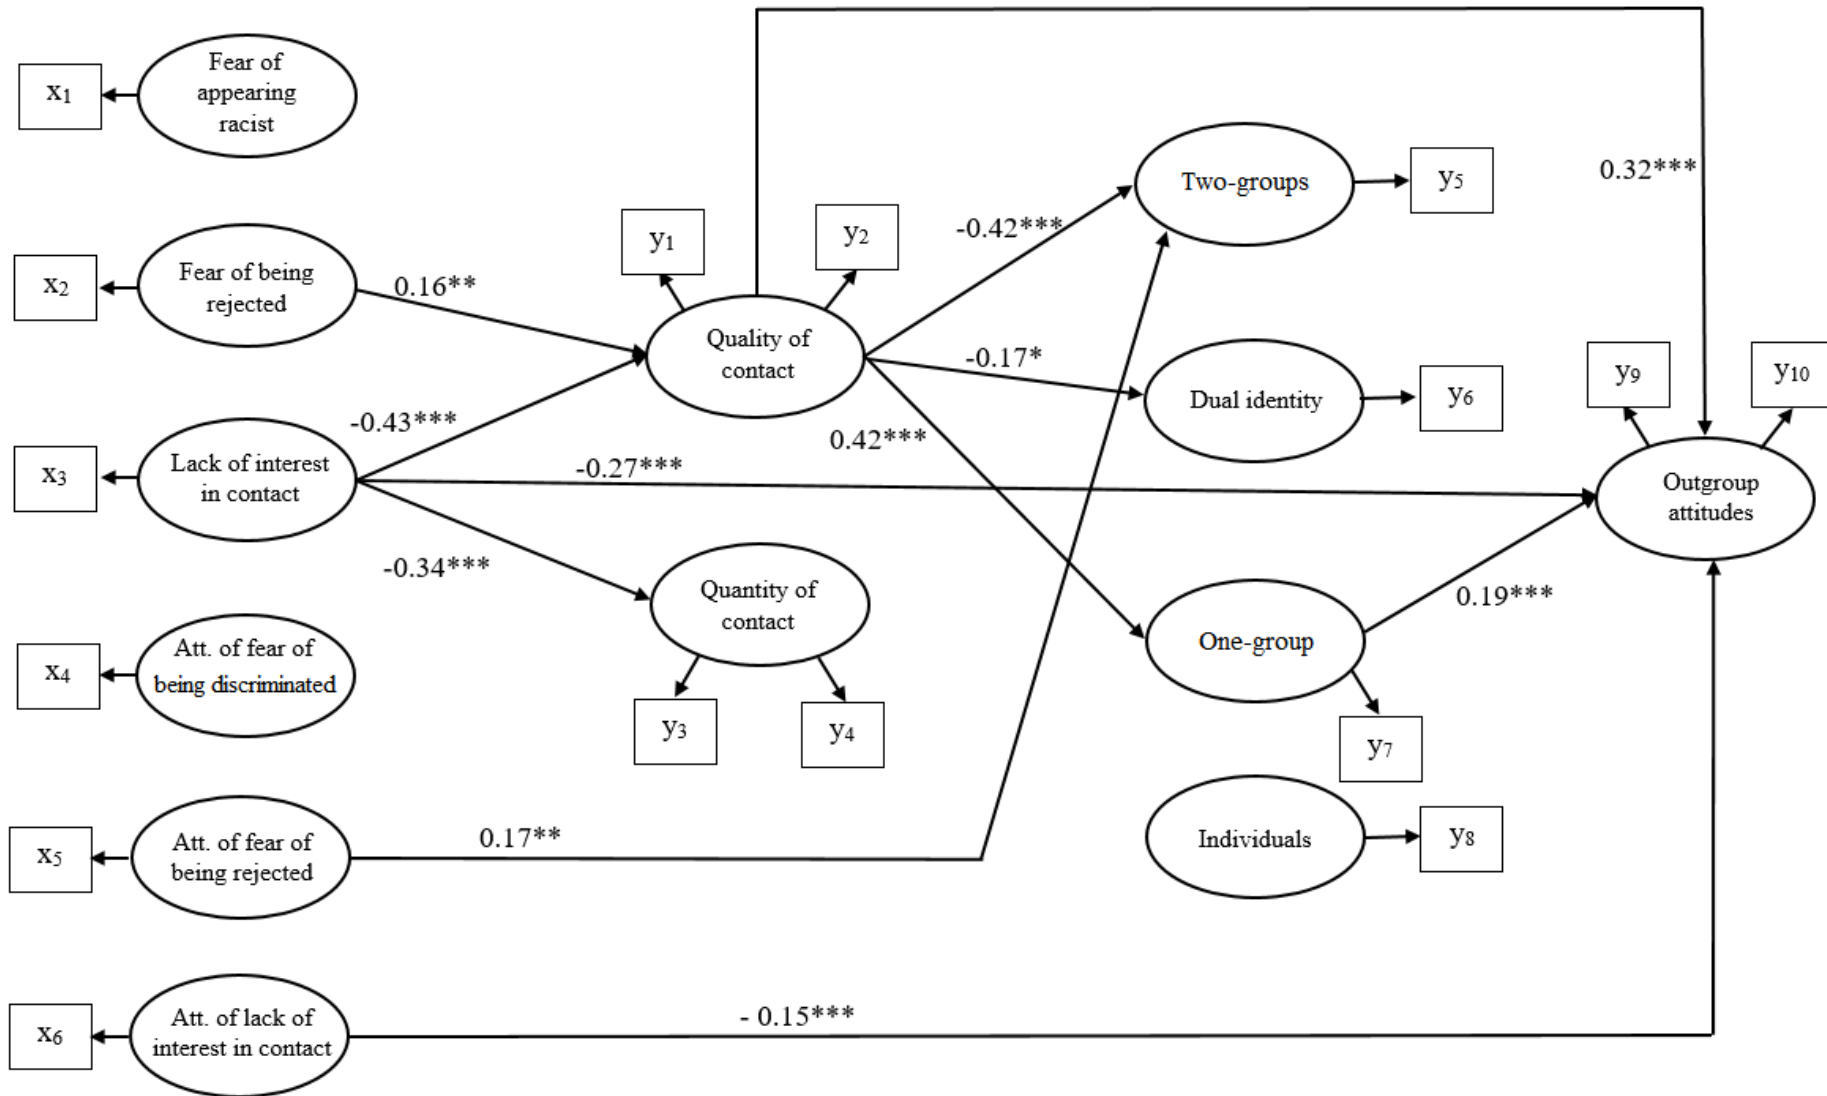 x1
Fear of
appearing
racist
x2
Fear of being
rejected
0.16**
x3
Lack of interest
in contact
-0.43***
-0.27***
-0.34***
x4
Att. of fear of
being discriminated
x5
Att. of fear of
being rejected
0.17**
x6
Att. of lack of
interest in contact
- 0.15***
y1
y2
Quality of
contact
Quantity of
contact
y3
y4
-0.42***
-0.17*
0.42***
Two-groups
y5
Dual identity
y6
One-group
y7
Individuals
y8
0.32***
0.19***
y9
y10
Outgroup
attitudes